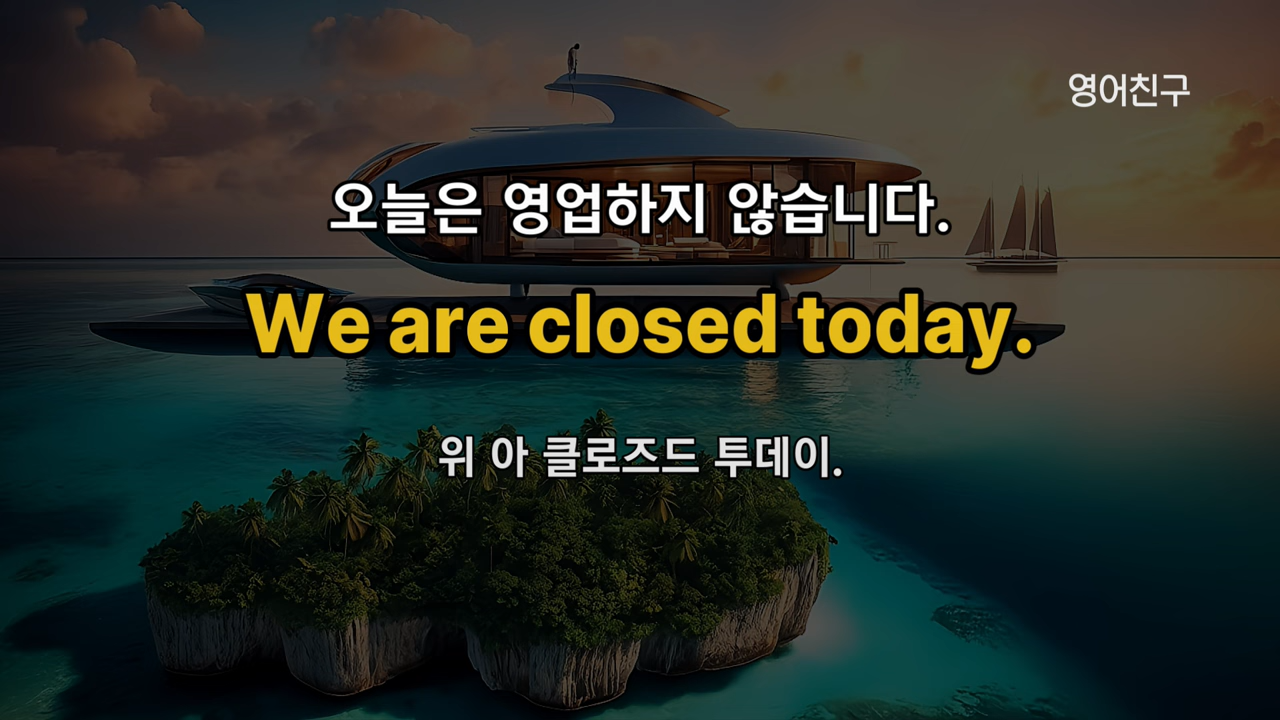 영어친구
오늘은 영업하지 않습니다.
We are closed today.
위 아 클로즈드 투데이.